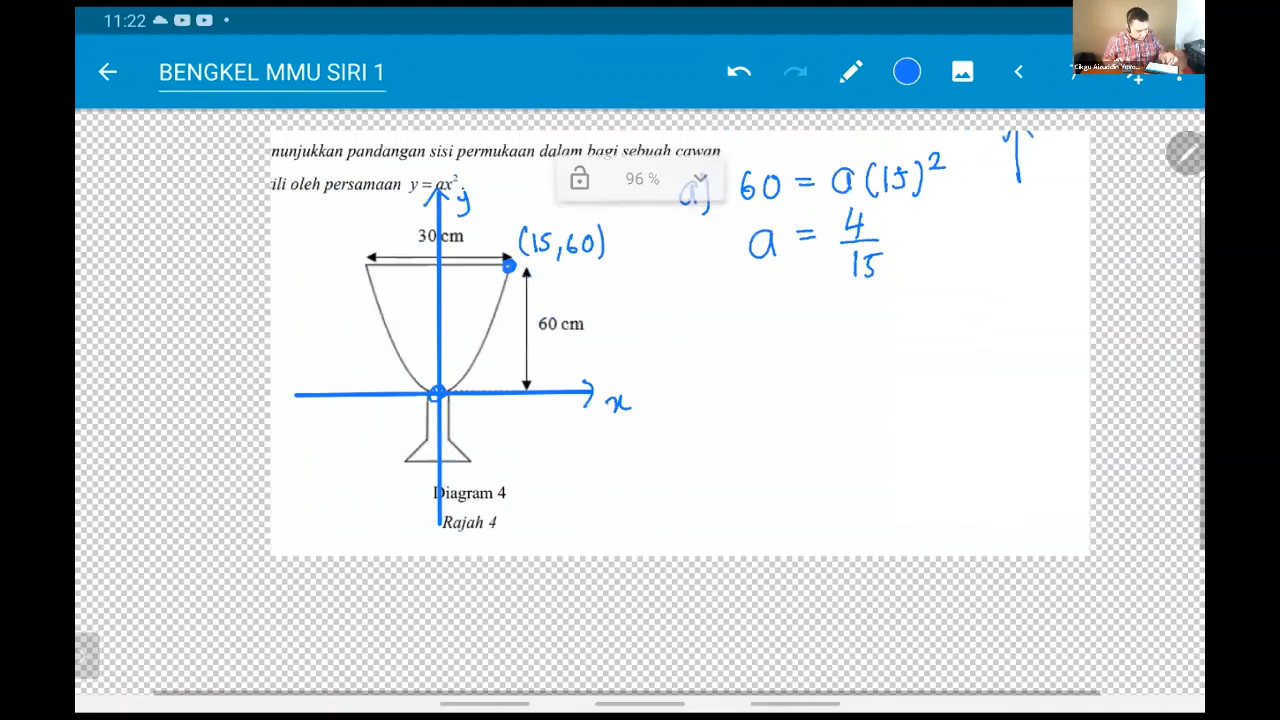 11:22
BENGKEL MMU SIRI 1
nunjukkan pandangan sisi permukaan dalam bagi sebuah cawan
ili oleh persamaan y = ax².
96 %
a) 60 = a(15)²
a = 4/15
y
30 cm
(15,60)
60 cm
x
Diagram 4
Rajah 4